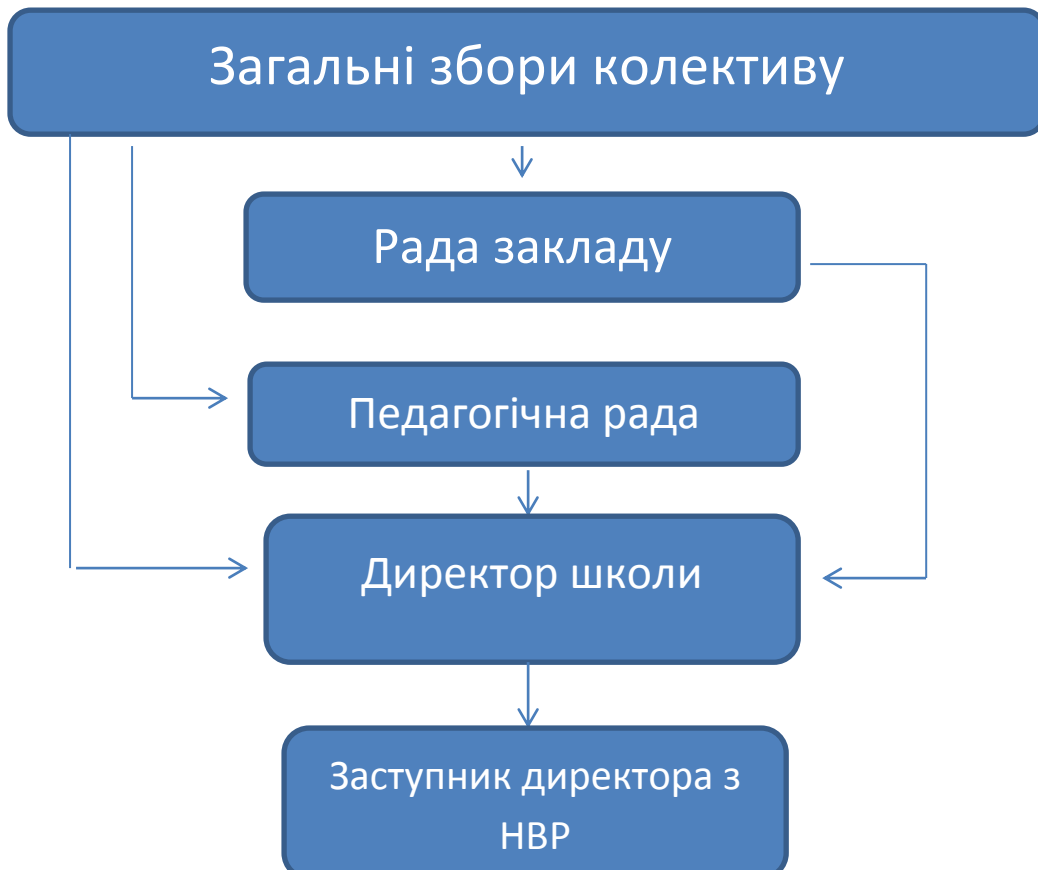 Загальні збори колективу
Рада закладу
Педагогічна рада
Директор школи
Заступник директора з
НВР